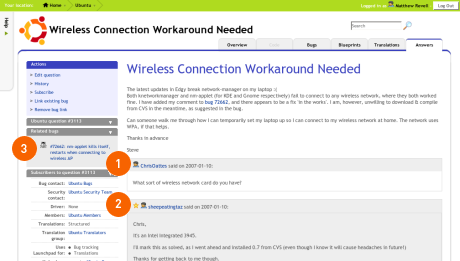 Your location: Home > Ubuntu >
Logged in as Matthew Revell
Log Out
Help
Wireless Connection Workaround Needed
Search
Overview
Code
Bugs
Blueprints
Translations
Answers
Actions
Edit question
History
Subscribe
Link existing bug
Remove bug link
Ubuntu question #3113
Related bugs
3
#72662: nm-applet kills itself,
restarts when connecting to
wireless AP
Subscribers to question #3113
Bug contact: Ubuntu Bugs
Security contact: Ubuntu Security Team
Driver: None
Members: Ubuntu Members
Translations: Structured
Translation group: Ubuntu Translators
Uses Launchpad for: Bug tracking
Translations
Wireless Connection Workaround Needed
The latest updates in Edgy break network-manager on my laptop :(
Both knetworkmanager and nm-applet (for KDE and Gnome respectively) fail to connect to any wireless network, where they both worked
fine. I have added my comment to bug 72662, and there appears to be a fix 'in the works'. I am, however, unwilling to download & compile
from CVS in the meantime, as suggested in the bug.
Can someone walk me through how I can temporarily set my laptop up so I can connect to my wireless network at home. The network uses
WPA, if that helps.
Thanks in advance
Steve
1
ChrisOattes said on 2007-01-10:
What sort of wireless network card do you have?
2
sheepeatingtaz said on 2007-01-10:
Chris,
It's an Intel Integrated 3945.
I'll mark this as solved, as I went ahead and installed 0.7 from CVS (even though I know it will cause headaches in future!)
Thanks for getting back to me though.